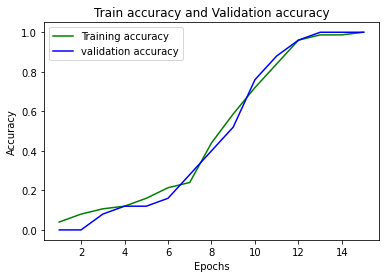 Train accuracy and Validation accuracy
Training accuracy
validation accuracy
Accuracy
1.0
0.8
0.6
0.4
0.2
0.0
2 4 6 8 10 12 14
Epochs